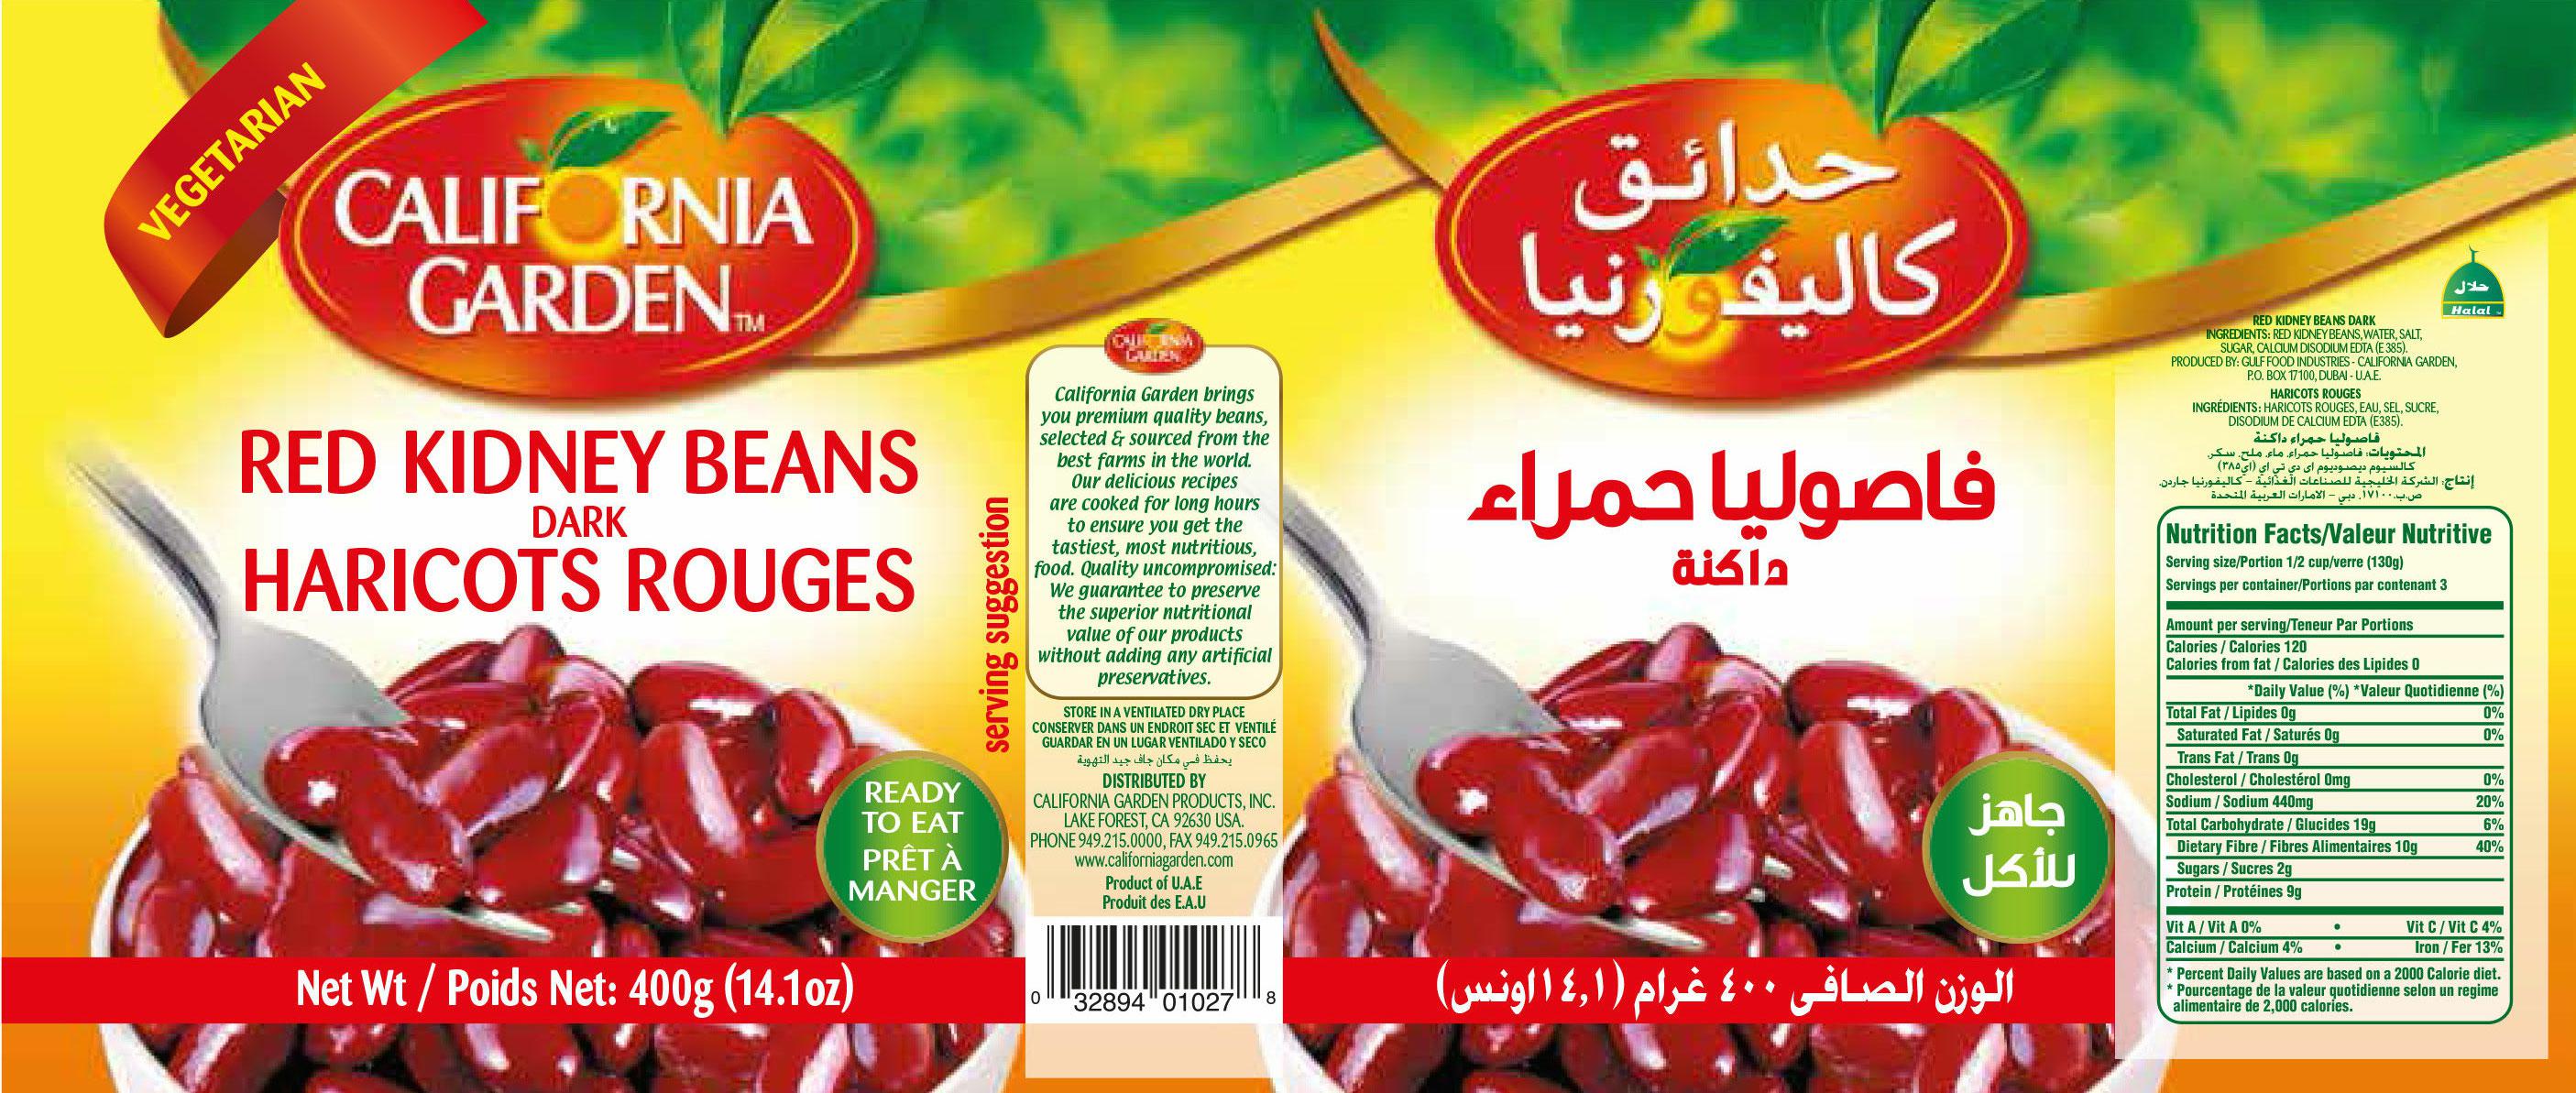 VEGETARIAN
CALIFORNIA
GARDEN™
RED KIDNEY BEANS
DARK
HARICOTS ROUGES
READY
TO EAT
PRÊT À
MANGER
serving suggestion
Net Wt / Poids Net: 400g (14.1oz)
CALIFORNIA
GARDEN
California Garden brings
you premium quality beans,
selected & sourced from the
best farms in the world.
Our delicious recipes
are cooked for long hours
to ensure you get the
tastiest, most nutritious,
food. Quality uncompromised:
We guarantee to preserve
the superior nutritional
value of our products
without adding any artificial
preservatives.
STORE IN A VENTILATED DRY PLACE
CONSERVER DANS UN ENDROIT SEC ET VENTILÉ
GUARDAR EN UN LUGAR VENTILADO Y SECO
يحفظ في مكان جاف جيد التهوية
DISTRIBUTED BY
CALIFORNIA GARDEN PRODUCTS, INC.
LAKE FOREST, CA 92630 USA.
PHONE 949.215.0000, FAX 949.215.0965
www.californiagarden.com
Product of U.A.E
Produit des E.A.U
0 32894 01027 8
حدائق
كاليفورنيا
فاصوليا حمراء
داكنة
جاهز
للأكل
الوزن الصافي ٤٠٠ غرام (١٤,١ اونس)
حلال
Halal
RED KIDNEY BEANS DARK
INGREDIENTS: RED KIDNEY BEANS, WATER, SALT,
SUGAR, CALCIUM DISODIUM EDTA (E 385).
PRODUCED BY: GULF FOOD INDUSTRIES - CALIFORNIA GARDEN,
P.O. BOX 17100, DUBAI - U.A.E.
HARICOTS ROUGES
INGRÉDIENTS: HARICOTS ROUGES, EAU, SEL, SUCRE,
DISODIUM DE CALCIUM EDTA (E385).
فاصوليا حمراء داكنة
المحتويات: فاصوليا حمراء، ماء، ملح، سكر،
كالسيوم ديصوديوم اي دي تي اي (اي٣٨٥)
إنتاج: الشركة الخليجية للصناعات الغذائية - كاليفورنيا جاردن،
ص.ب. ١٧١٠٠، دبي - الامارات العربية المتحدة
Nutrition Facts/Valeur Nutritive
Serving size/Portion 1/2 cup/verre (130g)
Servings per container/Portions par contenant 3
Amount per serving/Teneur Par Portions
Calories / Calories 120
Calories from fat / Calories des Lipides 0
*Daily Value (%) *Valeur Quotidienne (%)
Total Fat / Lipides 0g 0%
Saturated Fat / Saturés 0g 0%
Trans Fat / Trans 0g
Cholesterol / Cholestérol 0mg 0%
Sodium / Sodium 440mg 20%
Total Carbohydrate / Glucides 19g 6%
Dietary Fibre / Fibres Alimentaires 10g 40%
Sugars / Sucres 2g
Protein / Protéines 9g
Vit A / Vit A 0% • Vit C / Vit C 4%
Calcium / Calcium 4% • Iron / Fer 13%
* Percent Daily Values are based on a 2000 Calorie diet.
* Pourcentage de la valeur quotidienne selon un regime
alimentaire de 2,000 calories.